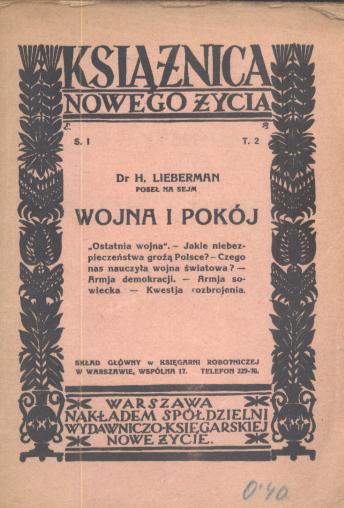 KSIĄŻNICA
NOWEGO ŻYCIA
S. I T. 2
Dr H. LIEBERMAN
POSEŁ NA SEJM
WOJNA I POKÓJ
„Ostatnia wojna“. — Jakie niebez-
pieczeństwa grożą Polsce? — Czego
nas nauczyła wojna światowa? —
Armja demokracji. — Armja so-
wiecka — Kwestja rozbrojenia.
SKŁAD GŁÓWNY w KSIĘGARNI ROBOTNICZEJ
W WARSZAWIE, WSPÓLNA 17. TELEFON 229-70.
WARSZAWA
NAKŁADEM SPÓŁDZIELNI
WYDAWNICZO-KSIĘGARSKIEJ
NOWE ŻYCIE.
0·40